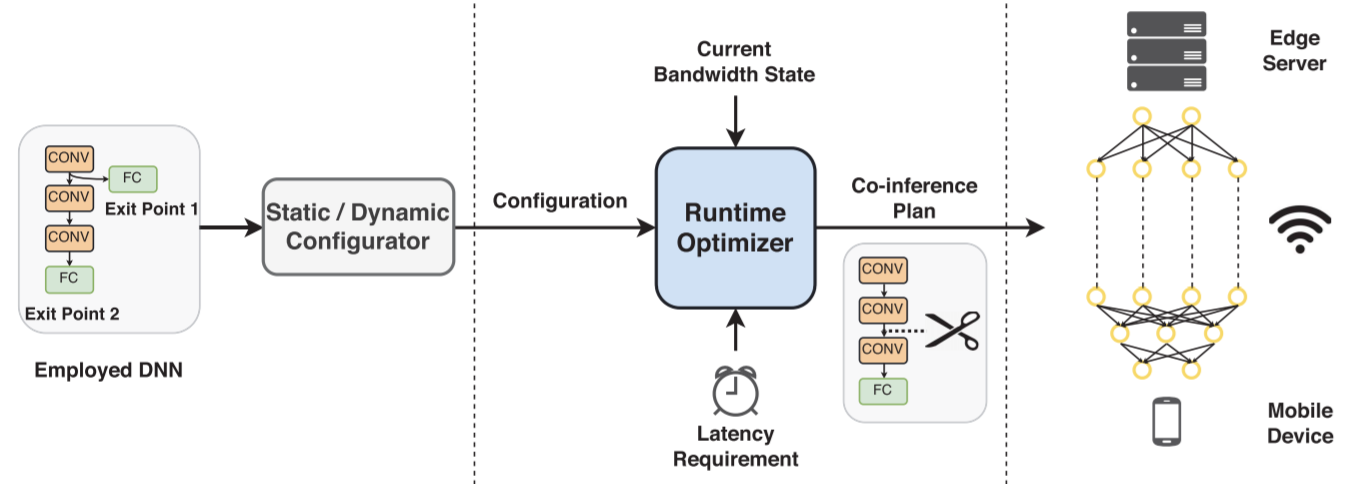 CONV
FC
CONV
Exit Point 1
CONV
FC
Exit Point 2
Employed DNN
Static / Dynamic
Configurator
Configuration
Current
Bandwidth State
Runtime
Optimizer
Latency
Requirement
Co-inference
Plan
CONV
CONV
CONV
FC
Edge
Server
Mobile
Device